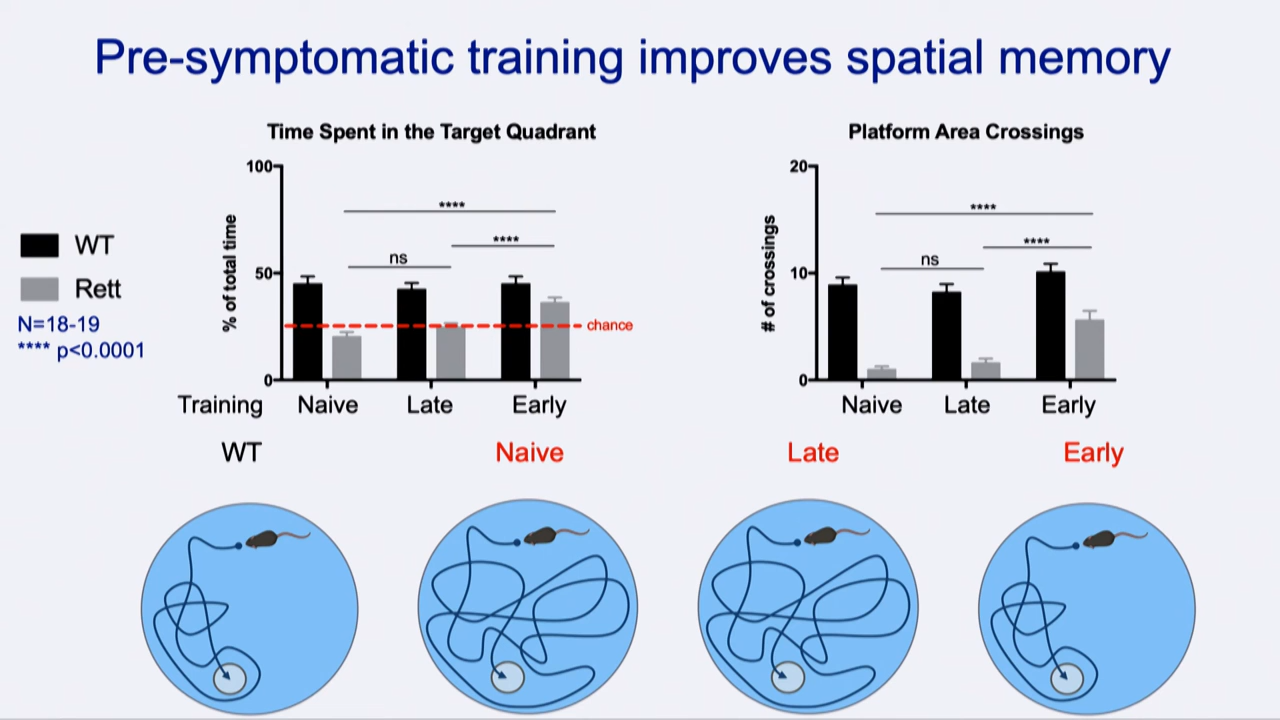 Pre-symptomatic training improves spatial memory
Time Spent in the Target Quadrant
% of total time
100
50
0
****
****
ns
chance
Training Naive Late Early
Platform Area Crossings
# of crossings
20
10
0
****
****
ns
Naive Late Early
WT
Rett
N=18-19
**** p<0.0001
WT Naive Late Early